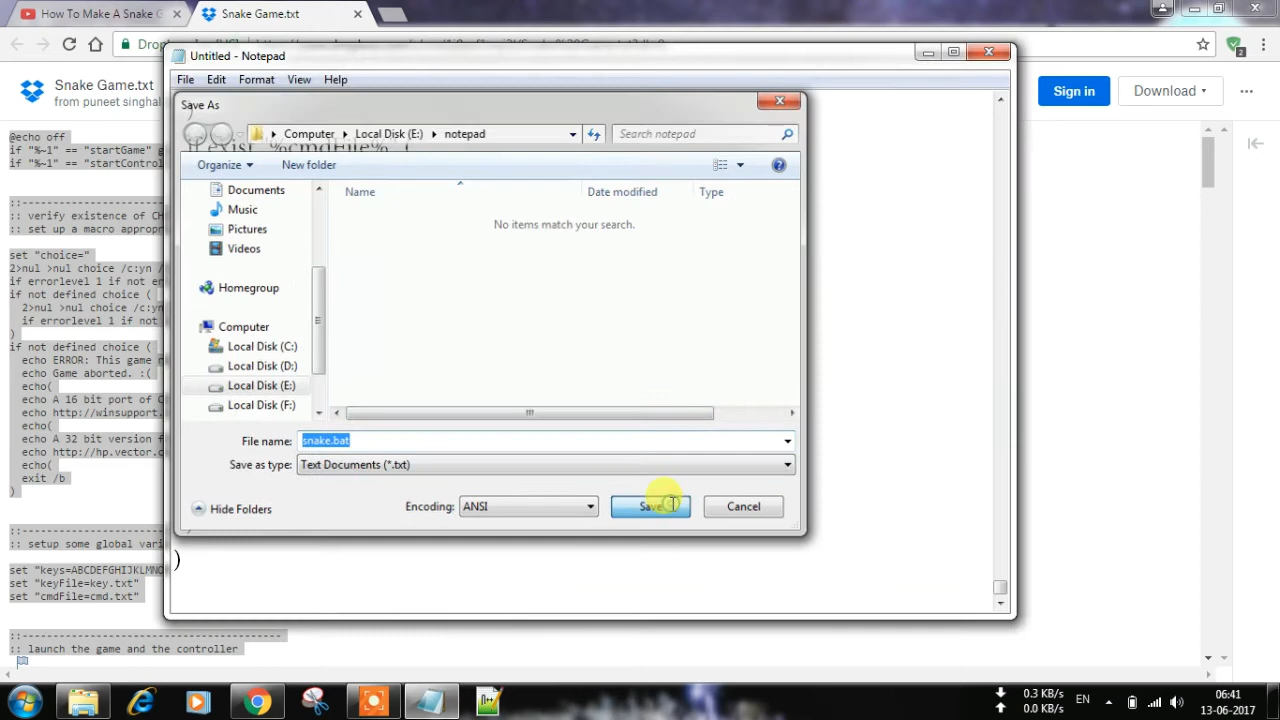 How To Make A Snake G
Snake Game.txt
Untitled - Notepad
File Edit Format View Help
Snake Game.txt
from puneet singhal
Sign in
Download
Save As
Computer Local Disk (E:) notepad
Search notepad
if exist "%cmdFile%" (
Organize
New folder
Documents
Music
Pictures
Videos
Homegroup
Computer
Local Disk (C:)
Local Disk (D:)
Local Disk (E:)
Local Disk (F:)
Name
Date modified
Type
No items match your search.
File name:
snake.bat
Save as type:
Text Documents (*.txt)
Hide Folders
Encoding:
ANSI
Save
Cancel
)
@echo off
if "%~1" == "startGame" g
if "%~1" == "startControl
::
:: verify existence of CH
:: set up a macro approp
set "choice="
2>nul >nul choice /c:yn /
if errorlevel 1 if not er
if not defined choice (
2>nul >nul choice /c:yn
if errorlevel 1 if not
)
if not defined choice (
echo ERROR: This game
echo Game aborted. :(
echo(
echo A 16 bit port of C
echo http://winsupport.
echo(
echo A 32 bit version f
echo http://hp.vector.c
echo(
exit /b
)
::---------------------
:: setup some global vari
set "keys=ABCDEFGHIJKLMNO
set "keyFile=key.txt"
set "cmdFile=cmd.txt"
::---------------------------------------
:: launch the game and the controller
0.3 KB/s
0.0 KB/s
EN
06:41
13-06-2017
2